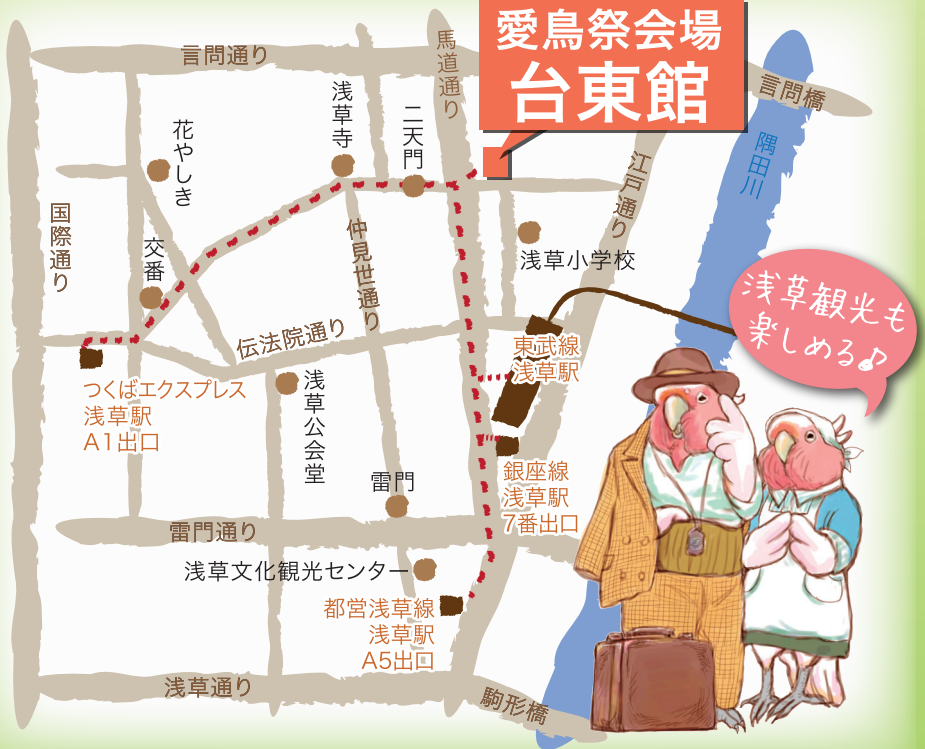 愛鳥祭会場
台東館
言問通り
馬道通り
言問橋
浅草寺
二天門
花やしき
隅田川
江戸通り
国際通り
交番
仲見世通り
浅草小学校
浅草観光も
楽しめる♪
伝法院通り
東武線
浅草駅
つくばエクスプレス
浅草駅
A1出口
浅草公会堂
雷門
銀座線
浅草駅
7番出口
雷門通り
浅草文化観光センター
都営浅草線
浅草駅
A5出口
浅草通り
駒形橋